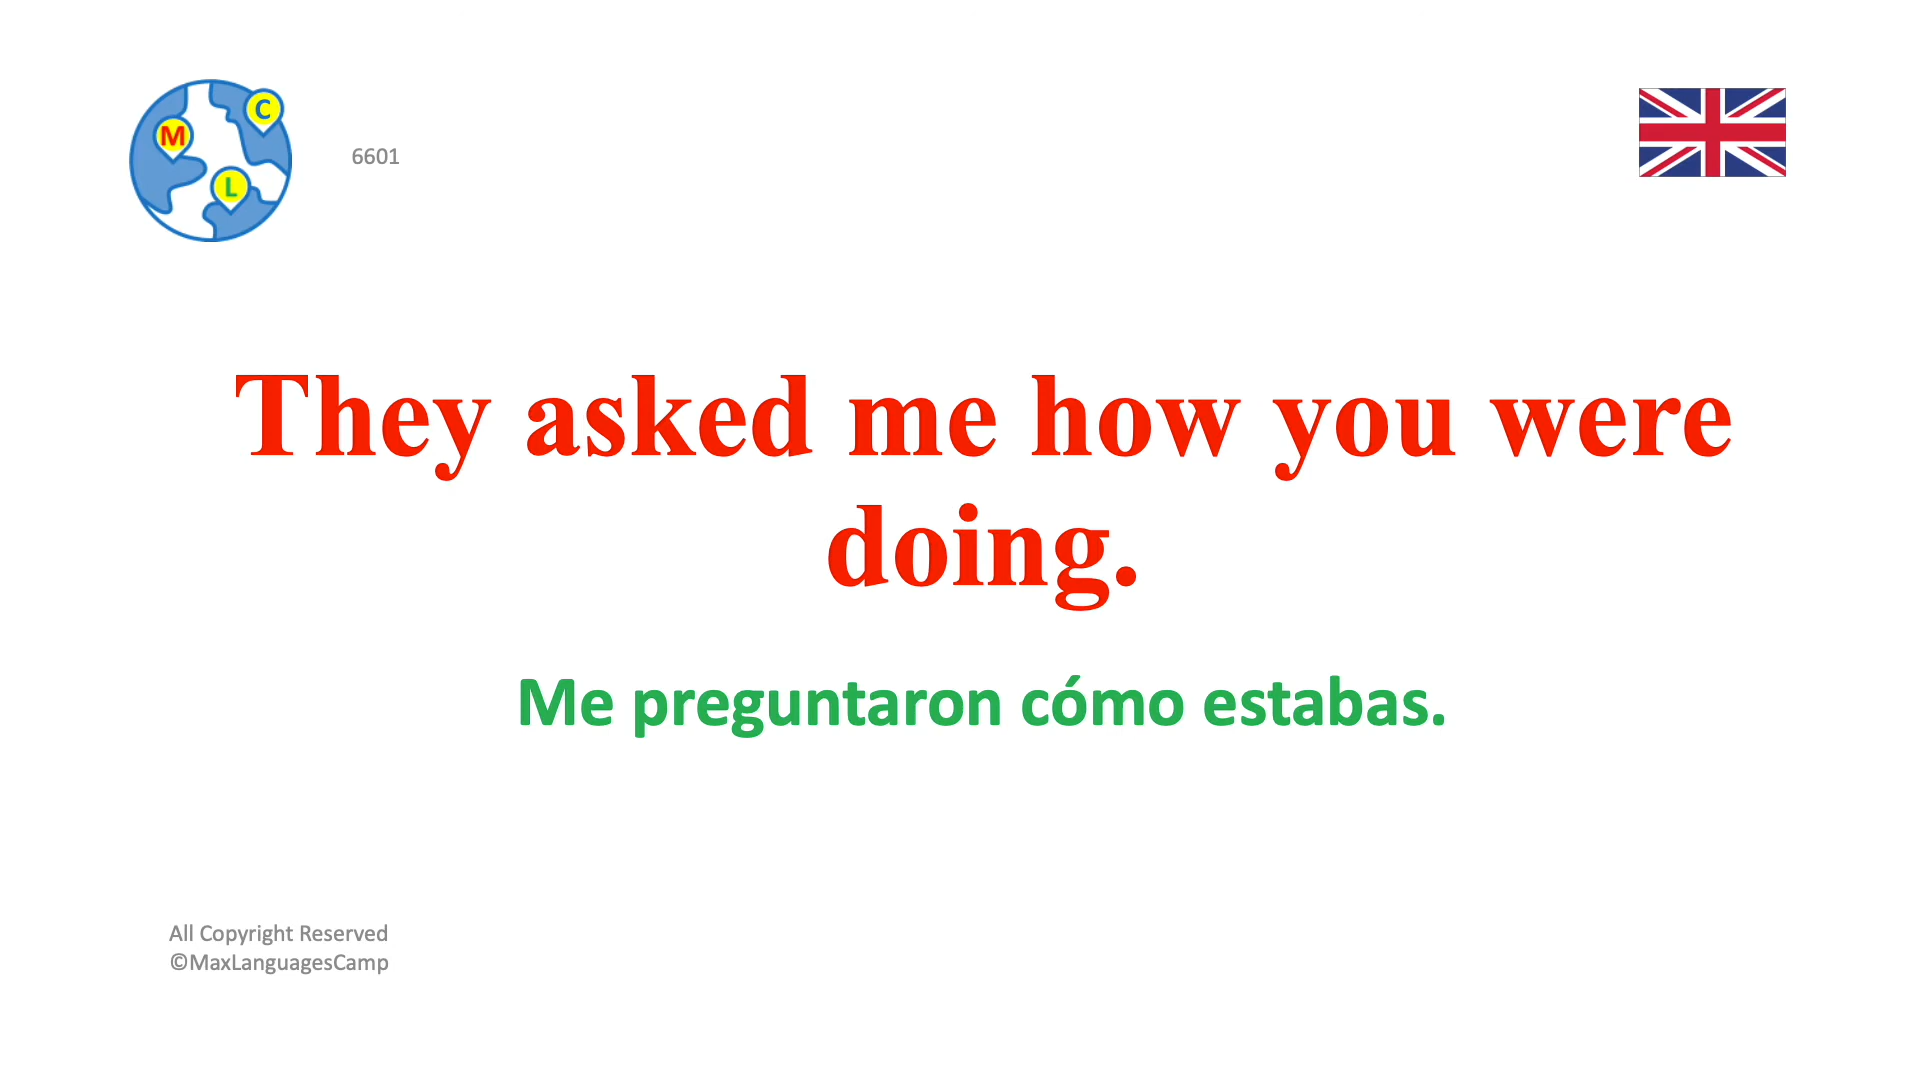 C
M
L
6601
They asked me how you were
doing.
Me preguntaron cómo estabas.
All Copyright Reserved
©MaxLanguagesCamp